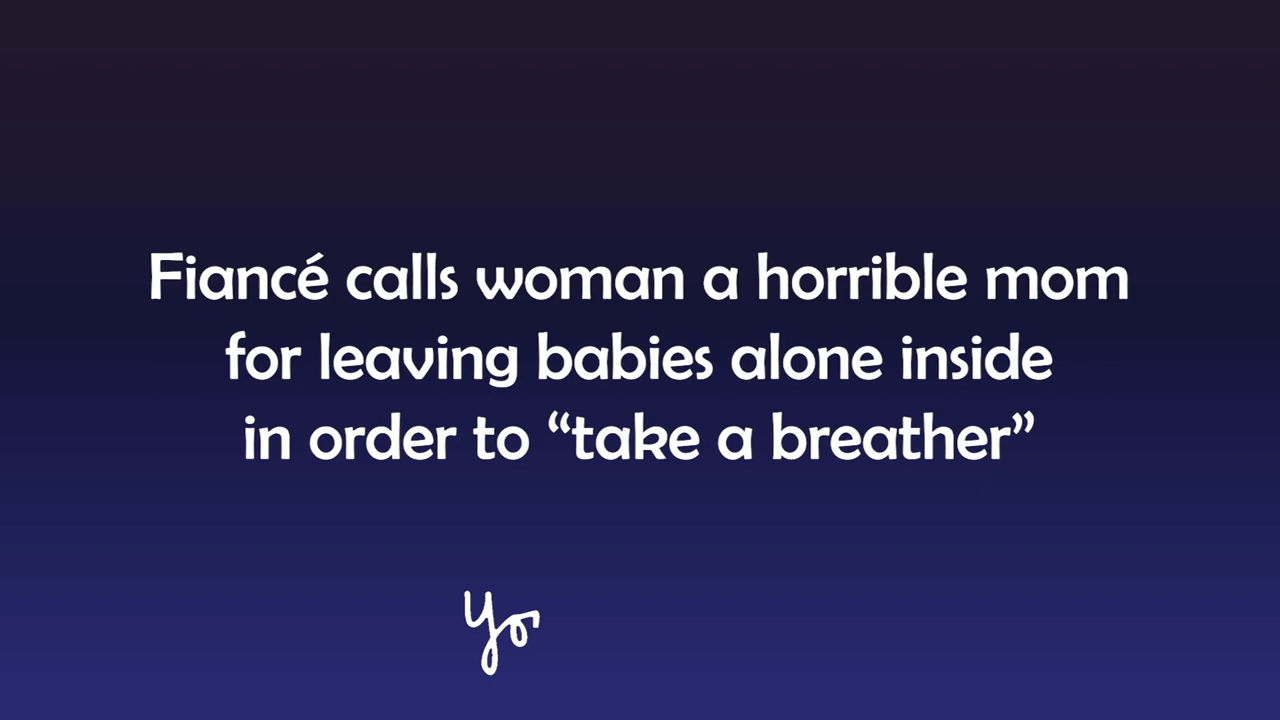 Fiancé calls woman a horrible mom
for leaving babies alone inside
in order to “take a breather”
Yo